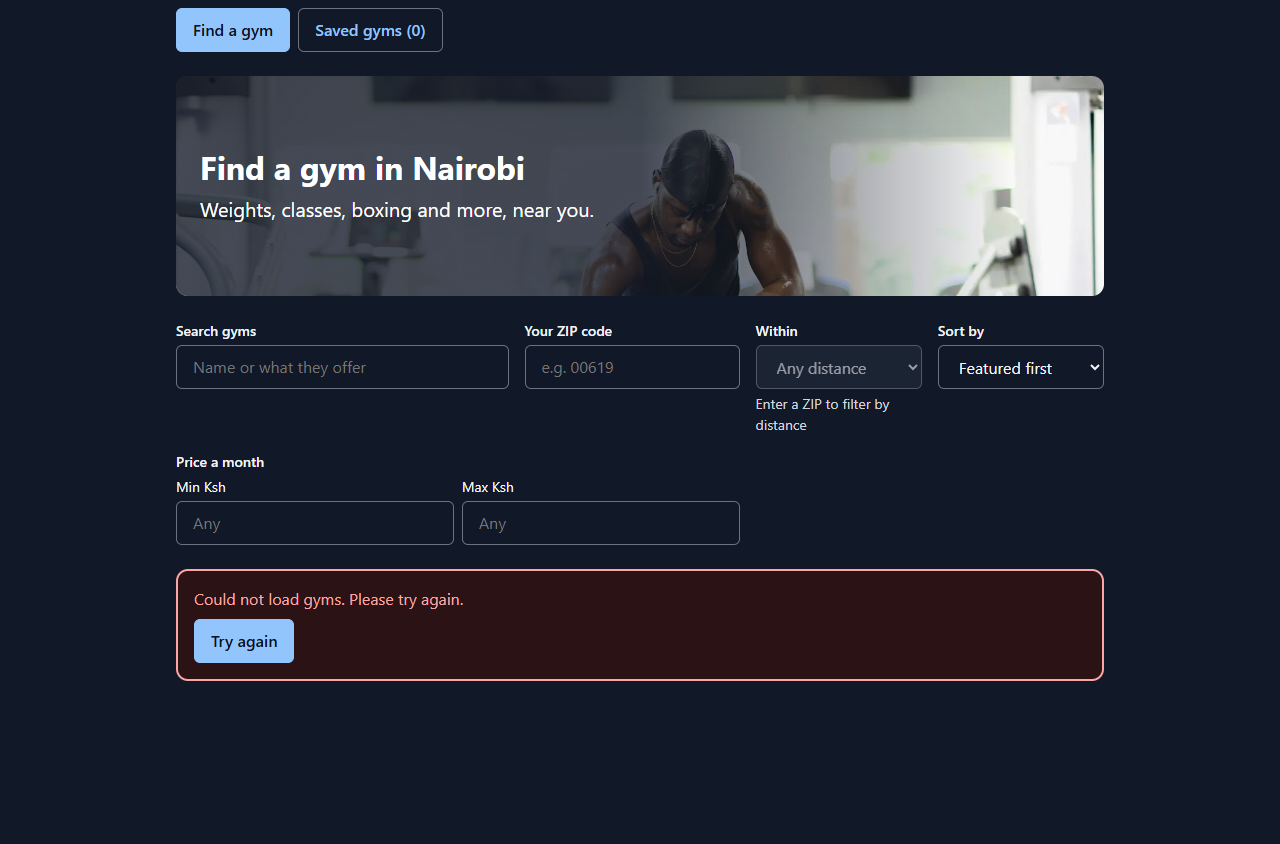 Find a gym
Saved gyms (0)
Find a gym in Nairobi
Weights, classes, boxing and more, near you.
Search gyms
Name or what they offer
Your ZIP code
e.g. 00619
Within
Any distance
Enter a ZIP to filter by
distance
Sort by
Featured first
Price a month
Min Ksh
Any
Max Ksh
Any
Could not load gyms. Please try again.
Try again